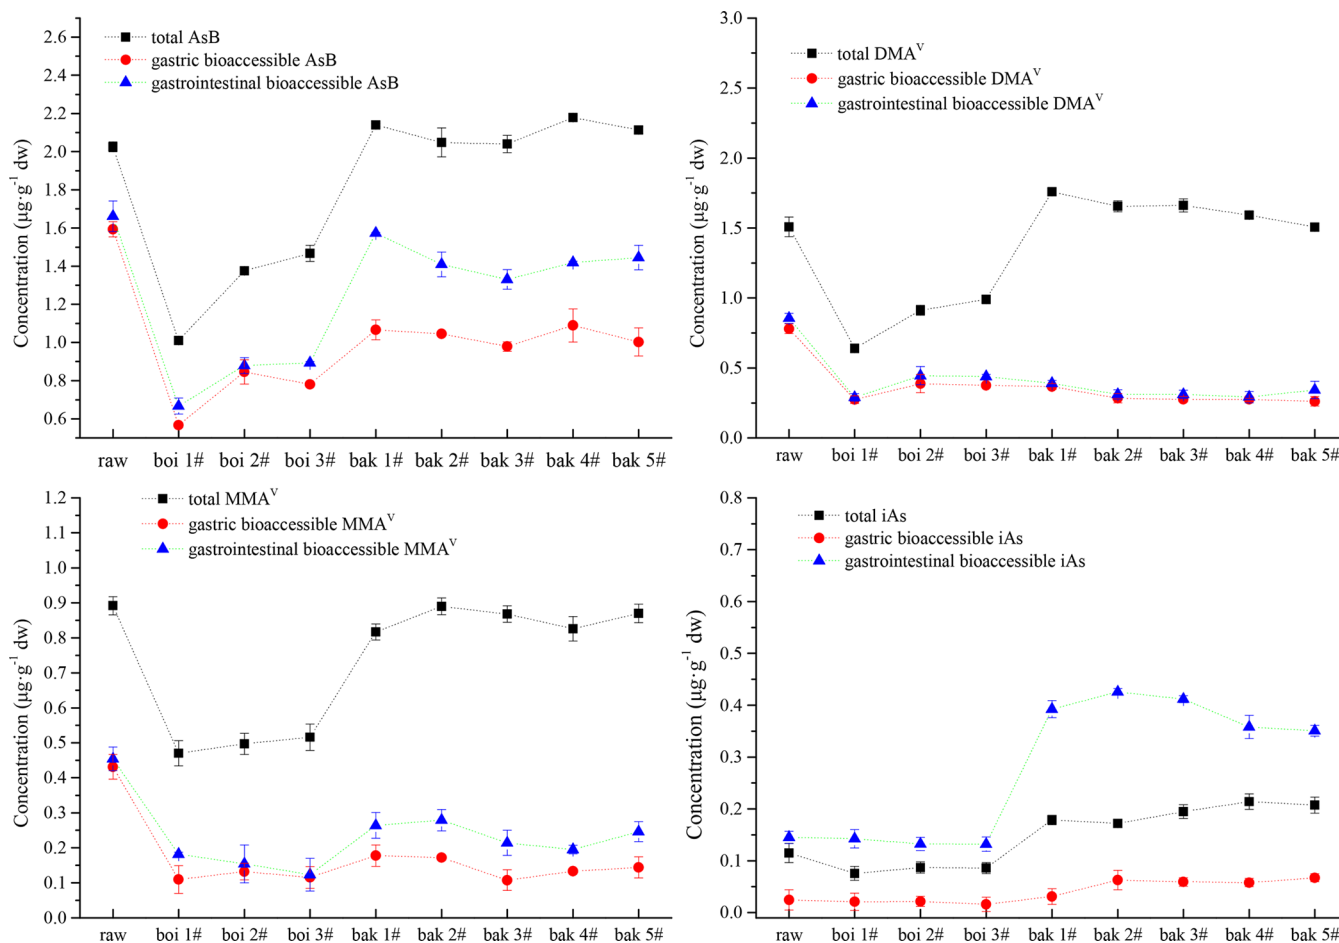 total AsB
gastric bioaccessible AsB
gastrointestinal bioaccessible AsB
Concentration (μg·g⁻¹ dw)
2.6
2.4
2.2
2.0
1.8
1.6
1.4
1.2
1.0
0.8
0.6
raw boi 1# boi 2# boi 3# bak 1# bak 2# bak 3# bak 4# bak 5#
total DMAⱽ
gastric bioaccessible DMAⱽ
gastrointestinal bioaccessible DMAⱽ
Concentration (μg·g⁻¹ dw)
3.0
2.5
2.0
1.5
1.0
0.5
0.0
raw boi 1# boi 2# boi 3# bak 1# bak 2# bak 3# bak 4# bak 5#
total MMAⱽ
gastric bioaccessible MMAⱽ
gastrointestinal bioaccessible MMAⱽ
Concentration (μg·g⁻¹ dw)
1.2
1.1
1.0
0.9
0.8
0.7
0.6
0.5
0.4
0.3
0.2
0.1
0.0
raw boi 1# boi 2# boi 3# bak 1# bak 2# bak 3# bak 4# bak 5#
total iAs
gastric bioaccessible iAs
gastrointestinal bioaccessible iAs
Concentration (μg·g⁻¹ dw)
0.8
0.7
0.6
0.5
0.4
0.3
0.2
0.1
0.0
raw boi 1# boi 2# boi 3# bak 1# bak 2# bak 3# bak 4# bak 5#